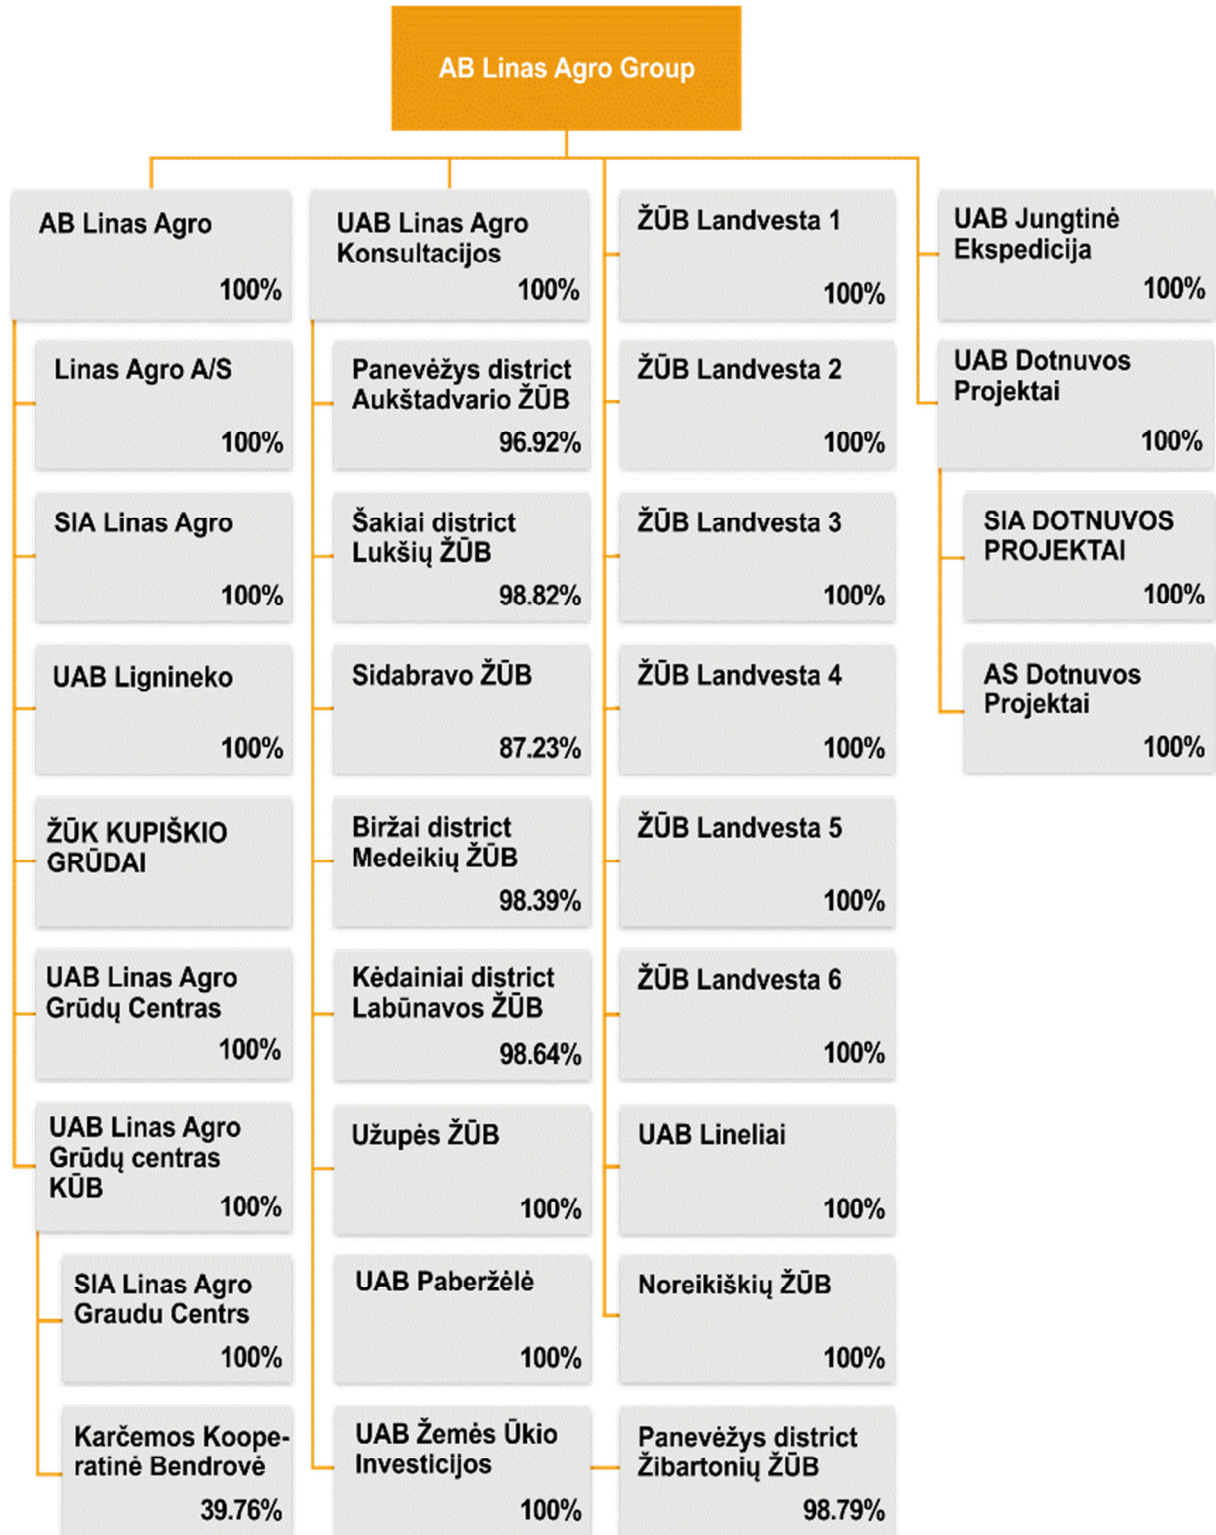 AB Linas Agro Group
AB Linas Agro
100%
Linas Agro A/S
100%
SIA Linas Agro
100%
UAB Lignineko
100%
ŽŪK KUPIŠKIO
GRŪDAI
UAB Linas Agro
Grūdų Centras
100%
UAB Linas Agro
Grūdų centras
KŪB
100%
SIA Linas Agro
Graudu Centrs
100%
Karčemos Koope-
ratinė Bendrovė
39.76%
UAB Linas Agro
Konsultacijos
100%
Panevėžys district
Aukštadvario ŽŪB
96.92%
Šakiai district
Lukšių ŽŪB
98.82%
Sidabravo ŽŪB
87.23%
Biržai district
Medeikių ŽŪB
98.39%
Kėdainiai district
Labūnavos ŽŪB
98.64%
Užupės ŽŪB
100%
UAB Paberžėlė
100%
UAB Žemės Ūkio
Investicijos
100%
ŽŪB Landvesta 1
100%
ŽŪB Landvesta 2
100%
ŽŪB Landvesta 3
100%
ŽŪB Landvesta 4
100%
ŽŪB Landvesta 5
100%
ŽŪB Landvesta 6
100%
UAB Lineliai
100%
Noreikiškių ŽŪB
100%
Panevėžys district
Žibartonių ŽŪB
98.79%
UAB Jungtinė
Ekspedicija
100%
UAB Dotnuvos
Projektai
100%
SIA DOTNUVOS
PROJEKTAI
100%
AS Dotnuvos
Projektai
100%